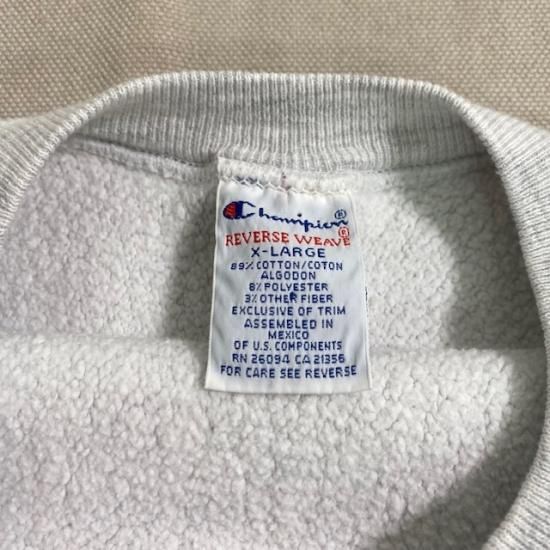 Champion®
REVERSE WEAVE®
X-LARGE
89% COTTON/COTON
ALGODON
8% POLYESTER
3% OTHER FIBER
EXCLUSIVE OF TRIM
ASSEMBLED IN
MEXICO
OF U.S. COMPONENTS
RN 26094 CA 21356
FOR CARE SEE REVERSE